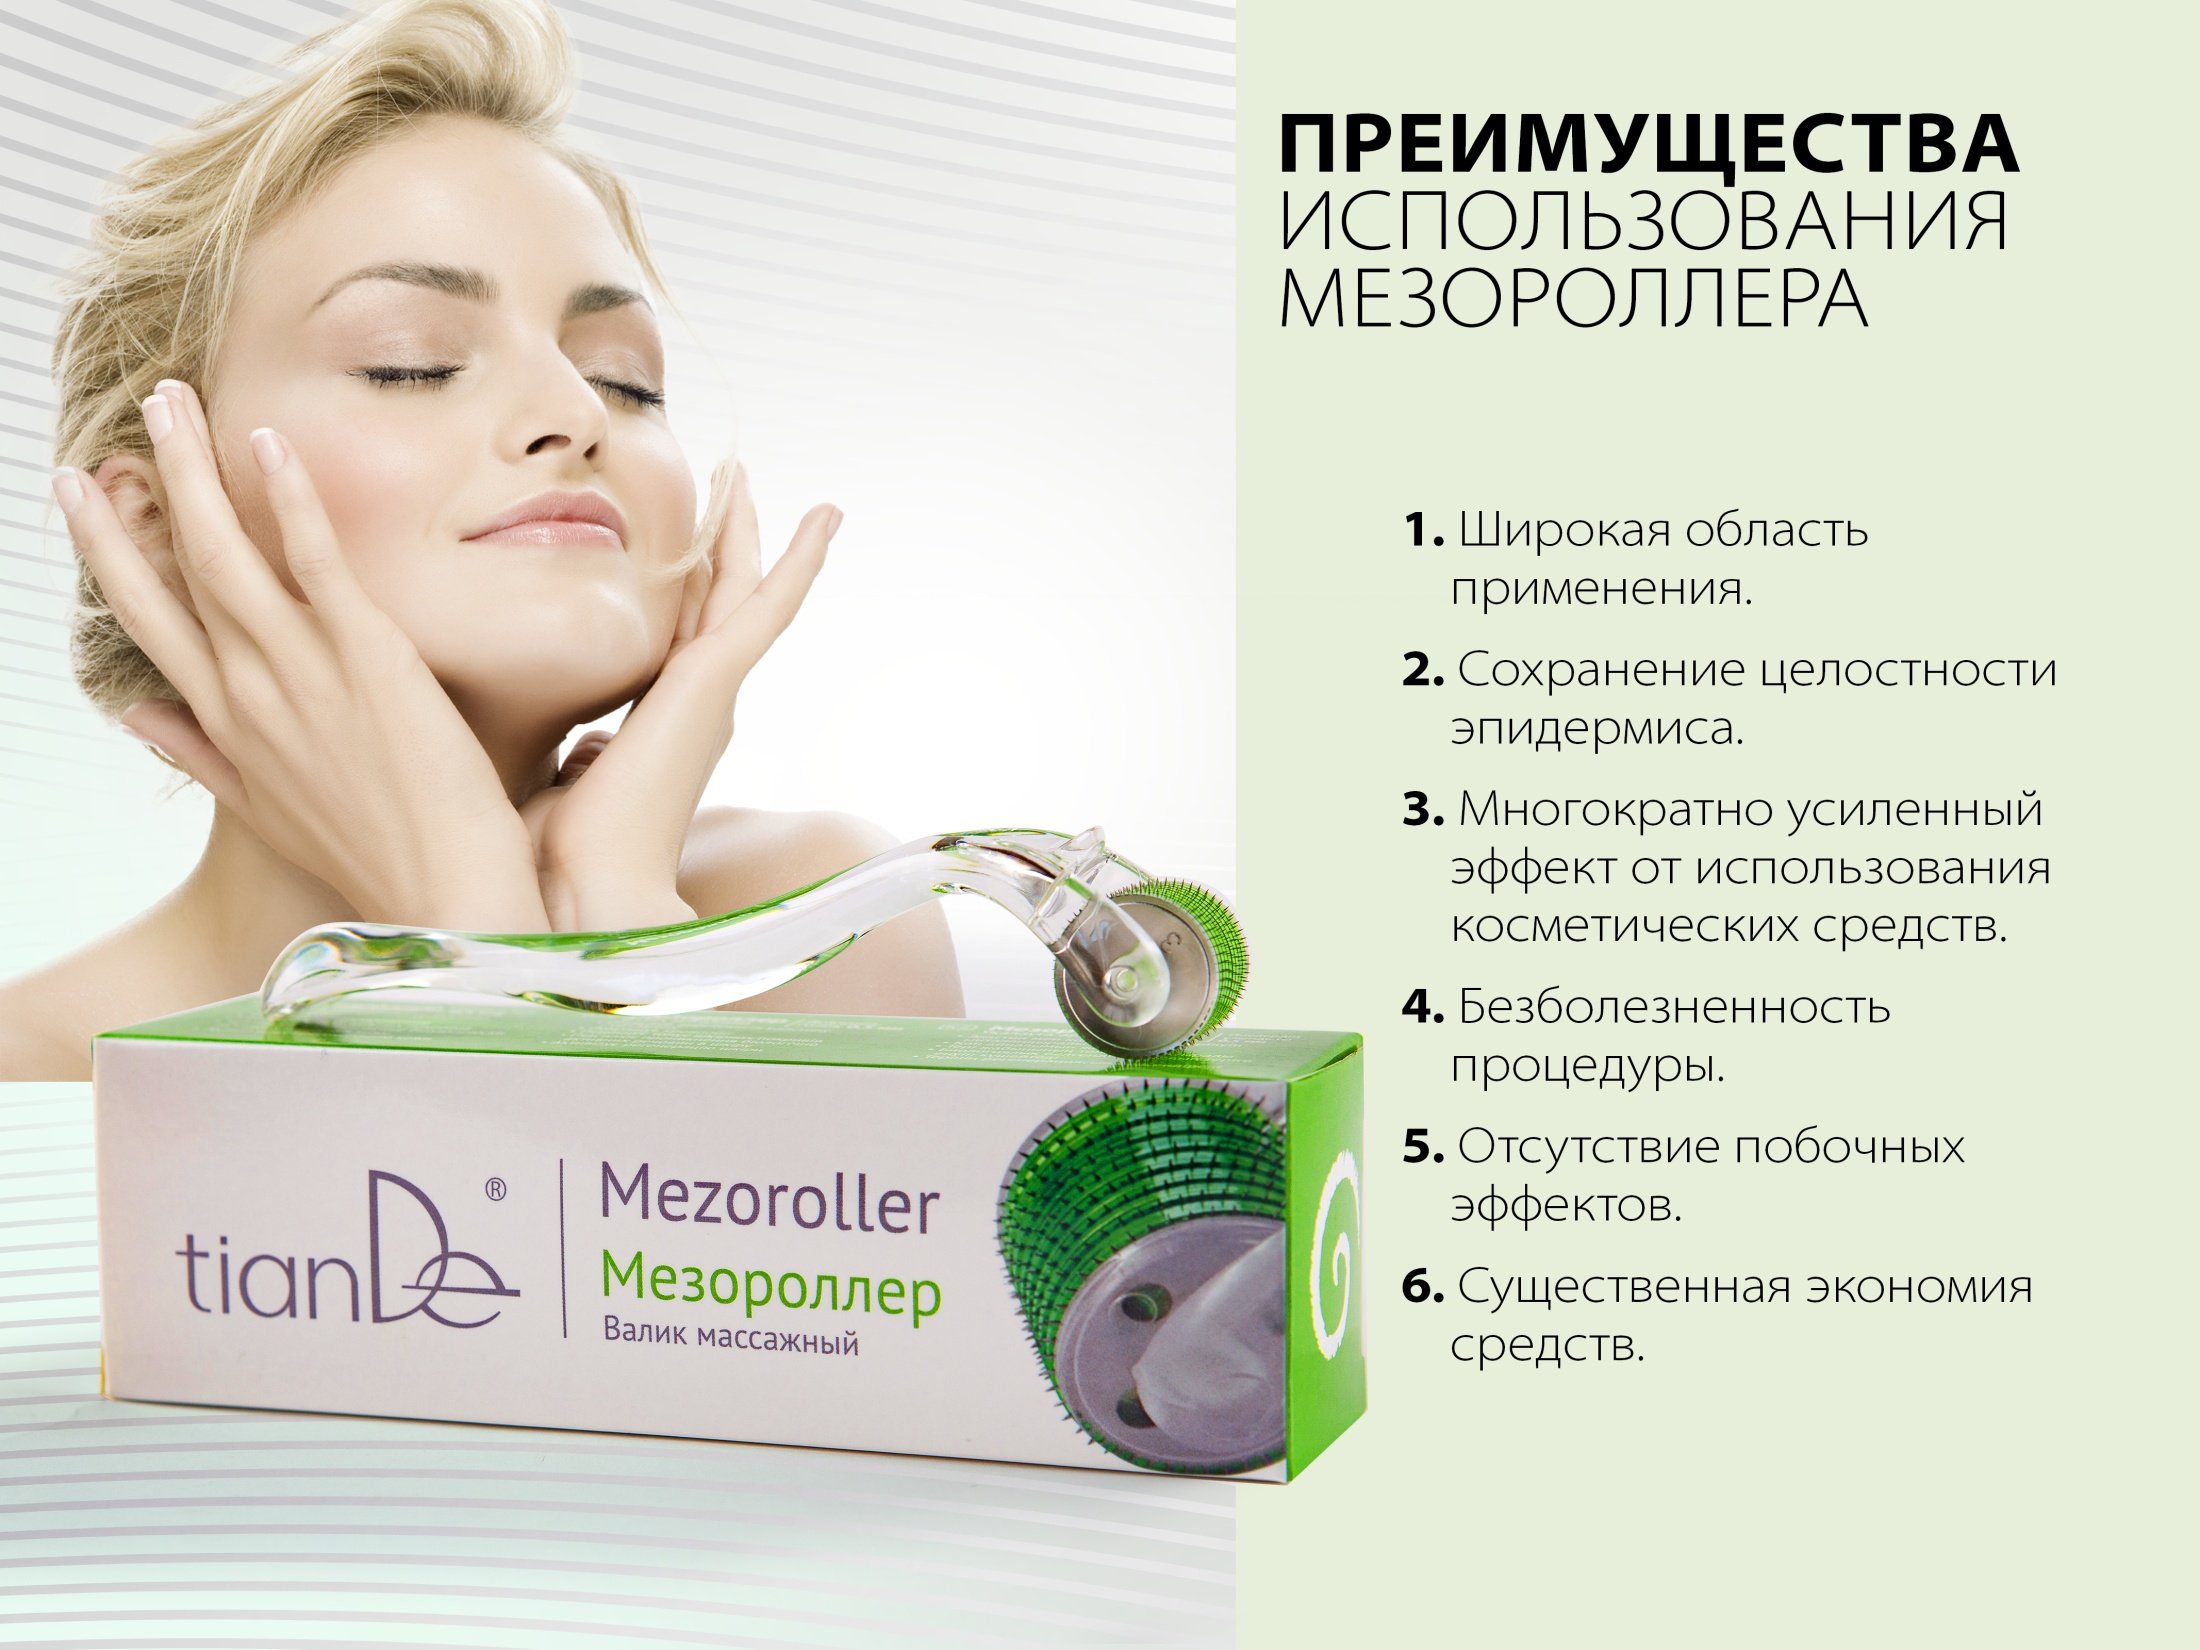 ПРЕИМУЩЕСТВА
ИСПОЛЬЗОВАНИЯ
МЕЗОРОЛЛЕРА
1. Широкая область
применения.
2. Сохранение целостности
эпидермиса.
3. Многократно усиленный
эффект от использования
косметических средств.
4. Безболезненность
процедуры.
5. Отсутствие побочных
эффектов.
6. Существенная экономия
средств.
tianDe®
Mezoroller
Мезороллер
Валик массажный